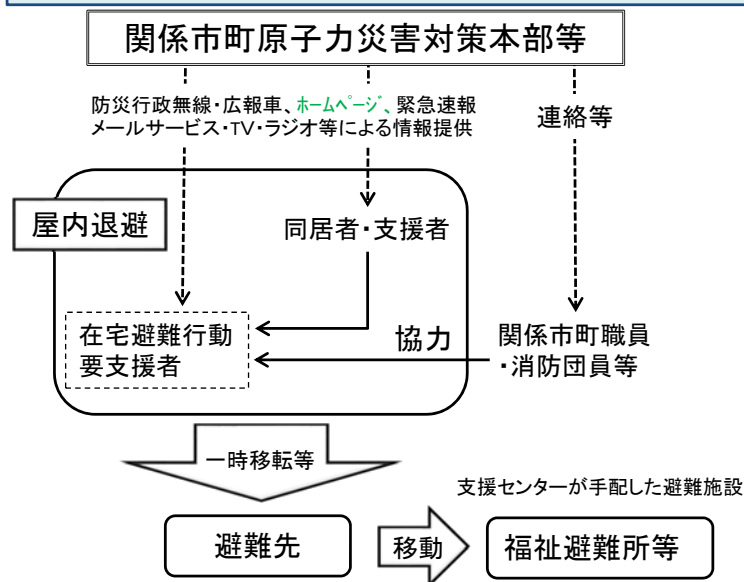 関係市町原子力災害対策本部等
防災行政無線・広報車、ホームページ、緊急速報
メールサービス・TV・ラジオ等による情報提供
連絡等
屋内退避
同居者・支援者
在宅避難行動
要支援者
協力
関係市町職員
・消防団員等
一時移転等
支援センターが手配した避難施設
避難先
移動
福祉避難所等